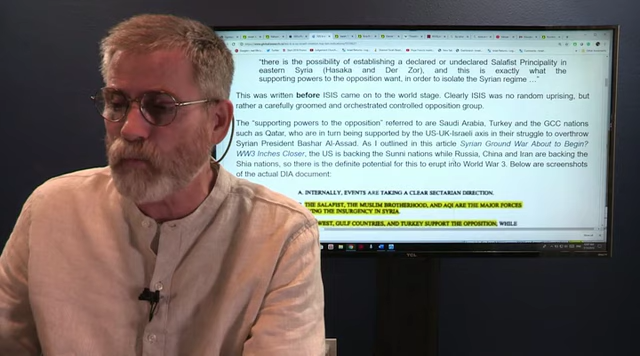 "there is the possibility of establishing a declared or undeclared Salafist Principality in
eastern Syria (Hasaka and Der Zor), and this is exactly what the
supporting powers to the opposition want, in order to isolate the Syrian regime ..."
This was written before ISIS came on to the world stage. Clearly ISIS was no random uprising, but
rather a carefully groomed and orchestrated controlled opposition group.
The "supporting powers to the opposition" referred to are Saudi Arabia, Turkey and the GCC nations
such as Qatar, who are in turn being supported by the US-UK-Israeli axis in their struggle to overthrow
Syrian President Bashar Al-Assad. As I outlined in this article Syrian Ground War About to Begin?
WW3 Inches Closer, the US is backing the Sunni nations while Russia, China and Iran are backing the
Shia nations, so there is the definite potential for this to erupt into World War 3. Below are screenshots
of the actual DIA document:
A. INTERNALLY, EVENTS ARE TAKING A CLEAR SECTARIAN DIRECTION.
THE SALAFIST, THE MUSLIM BROTHERHOOD, AND AQI ARE THE MAJOR FORCES
THE INSURGENCY IN SYRIA.
WEST, GULF COUNTRIES, AND TURKEY SUPPORT THE OPPOSITION, WHILE
TCL